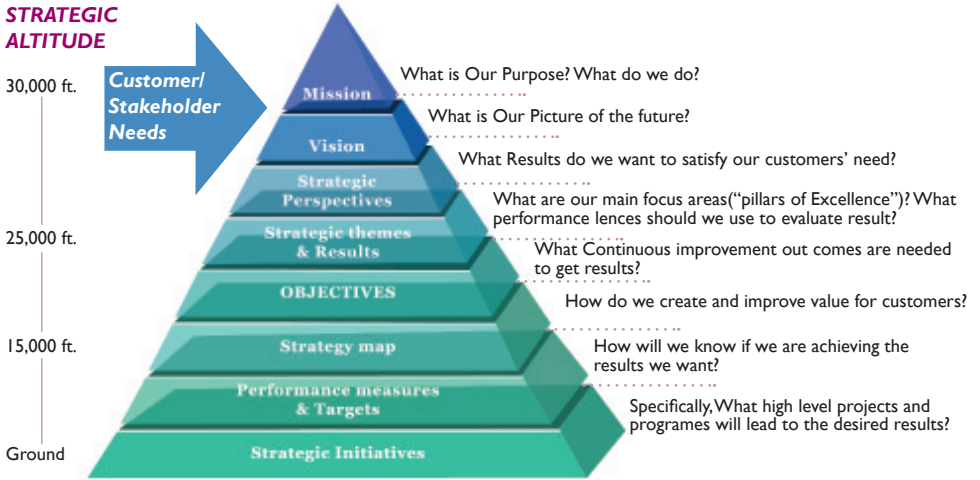 STRATEGIC
ALTITUDE
30,000 ft.
Customer/
Stakeholder
Needs
Mission
What is Our Purpose? What do we do?
Vision
What is Our Picture of the future?
Strategic
Perspectives
What Results do we want to satisfy our customers’ need?
25,000 ft.
Strategic themes
& Results
What are our main focus areas(“pillars of Excellence”)? What
performance lences should we use to evaluate result?
OBJECTIVES
What Continuous improvement out comes are needed
to get results?
15,000 ft.
Strategy map
How do we create and improve value for customers?
Performance measures
& Targets
How will we know if we are achieving the
results we want?
Ground
Strategic Initiatives
Specifically, What high level projects and
programes will lead to the desired results?